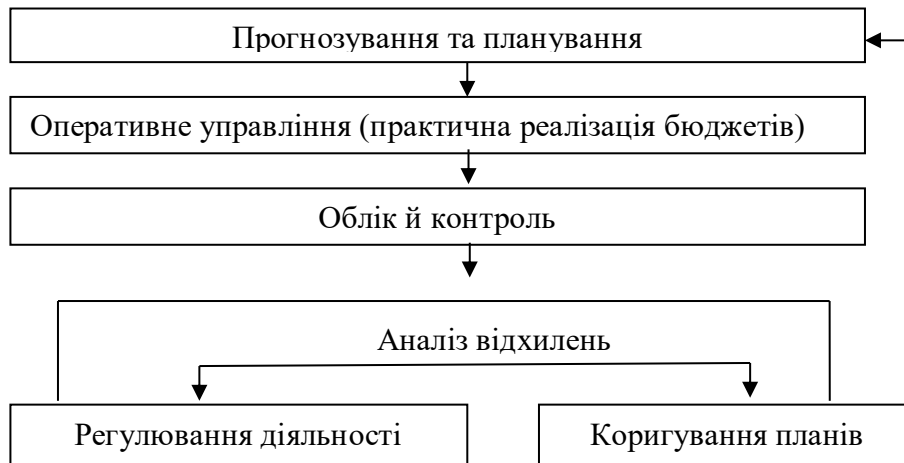 Прогнозування та планування
Оперативне управління (практична реалізація бюджетів)
Облік й контроль
Аналіз відхилень
Регулювання діяльності
Коригування планів